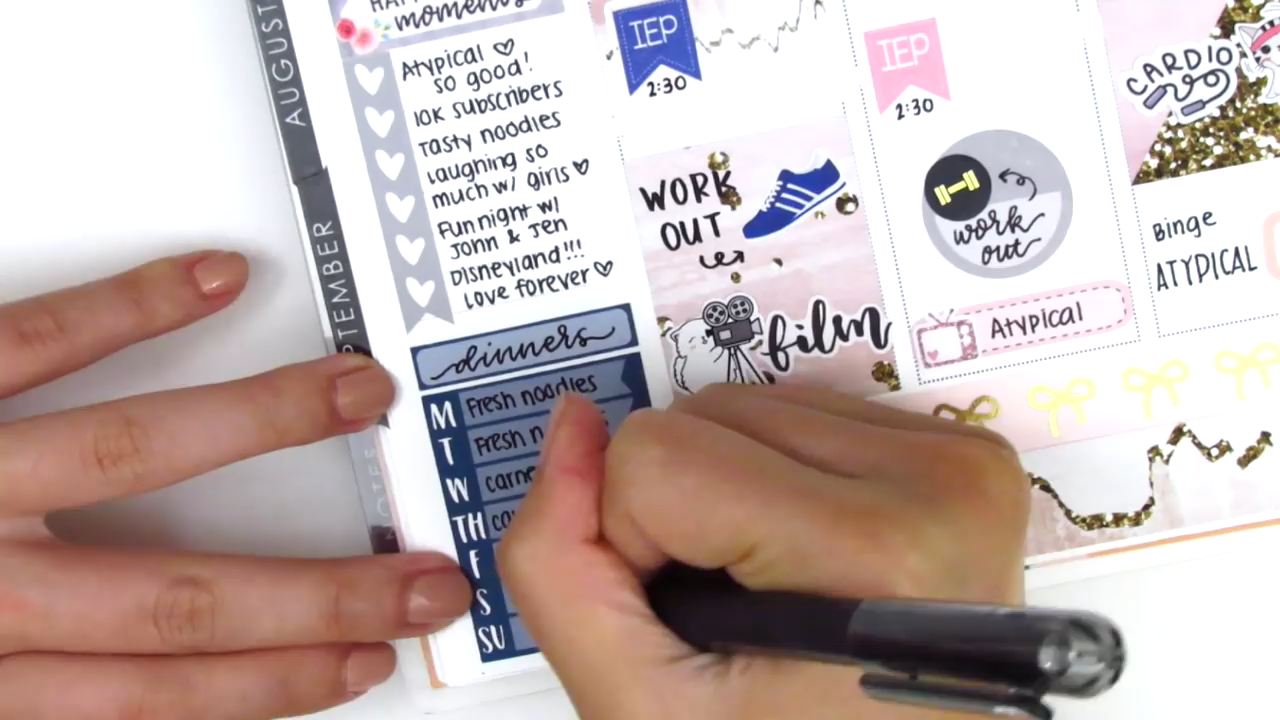 AUGUST
HAPPY
moments
Atypical ♡
so good!
10K subscribers
Tasty noodles
Laughing so
much w/ girls ♡
Fun night w/
John & Jen
Disneyland!!!
Love forever ♡
dinners
M Fresh noodles
T Fresh
W
TH
F
S
SU
IEP
2:30
WORK
OUT
film
IEP
2:30
work
out
Atypical
CARDIO
Binge
ATYPICAL